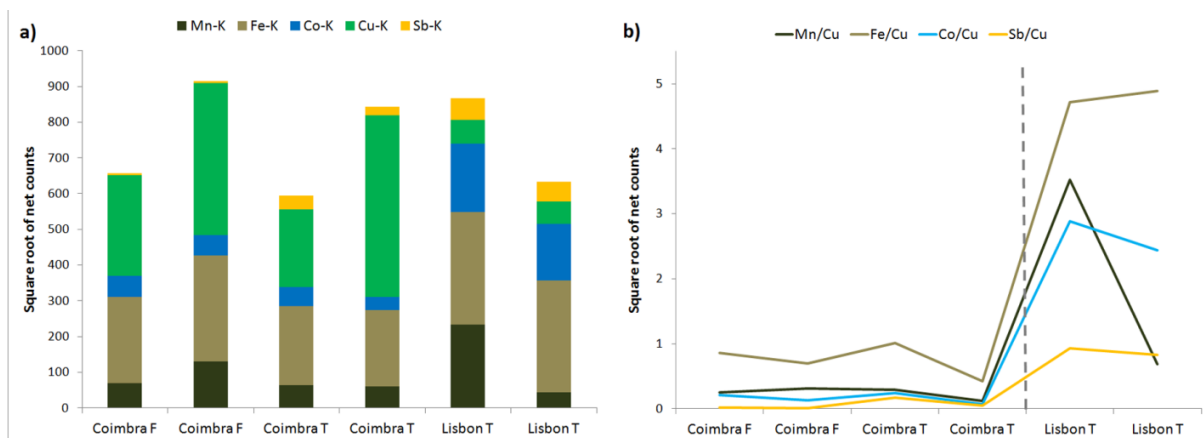 a)
Mn-K Fe-K Co-K Cu-K Sb-K
Square root of net counts
1000
900
800
700
600
500
400
300
200
100
0
Coimbra F Coimbra F Coimbra T Coimbra T Lisbon T Lisbon T
b)
Mn/Cu Fe/Cu Co/Cu Sb/Cu
Square root of net counts
5
4
3
2
1
0
Coimbra F Coimbra F Coimbra T Coimbra T Lisbon T Lisbon T